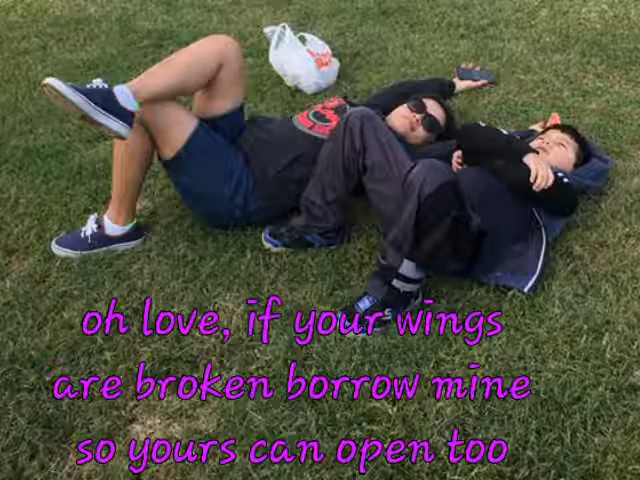 oh love, if your wings
are broken borrow mine
so yours can open too